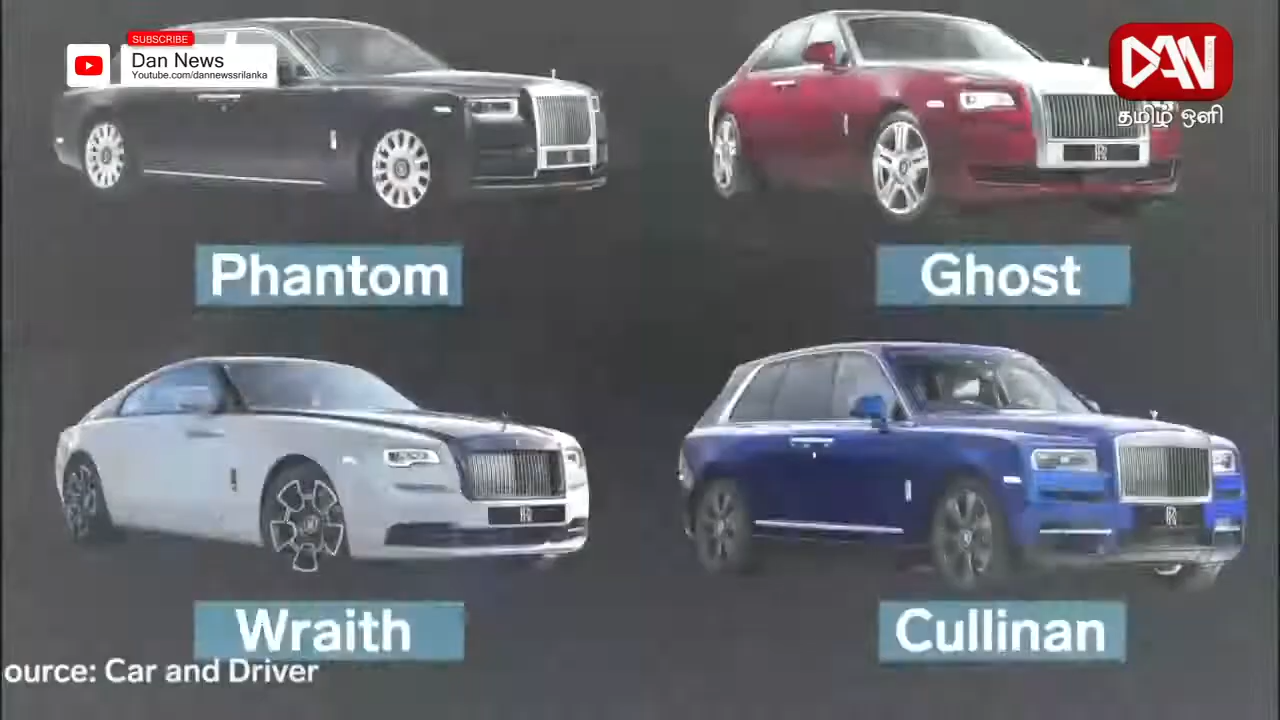 SUBSCRIBE
Dan News
Youtube.com/dannewssrilanka
DAN
தமிழ் ஒளி
Phantom
Ghost
Wraith
Cullinan
ource: Car and Driver